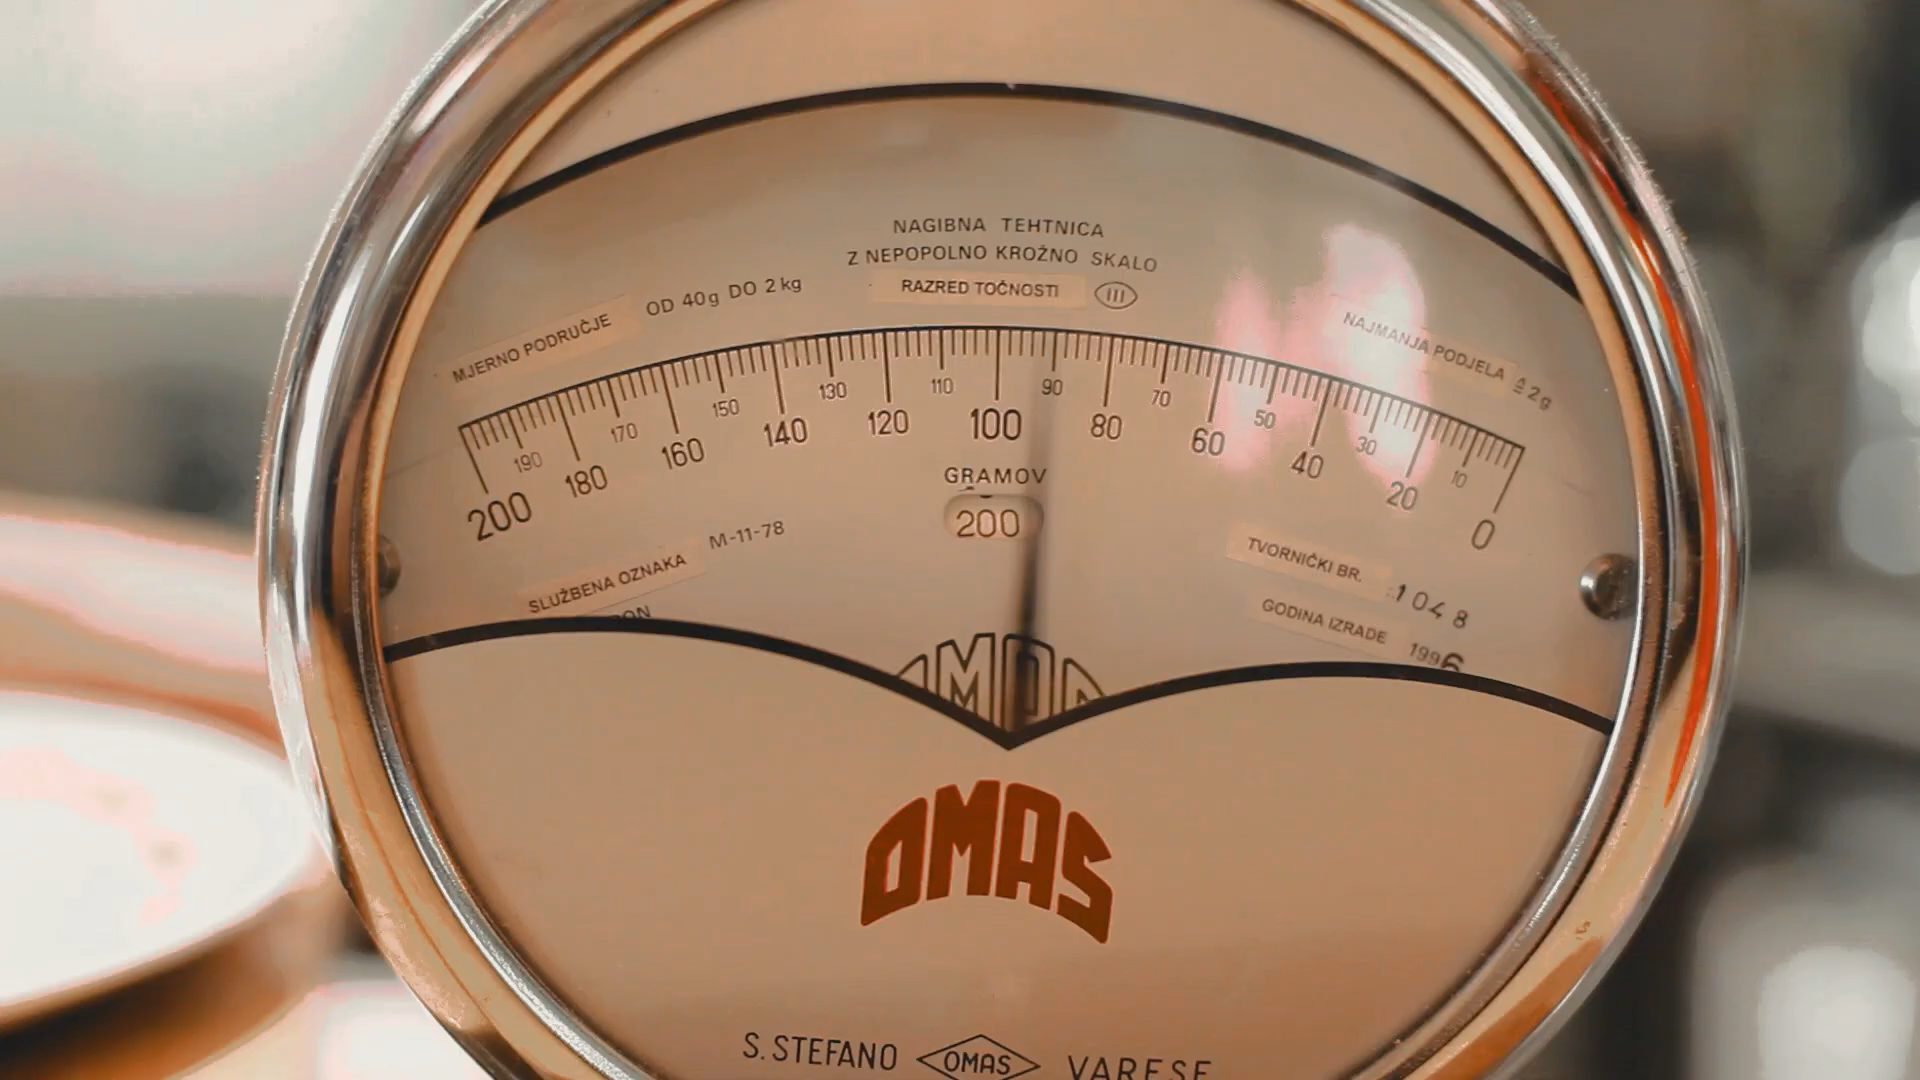 NAGIBNA TEHTNICA
Z NEPOPOLNO KROŽNO SKALO
MJERNO PODRUČJE OD 40g DO 2kg
RAZRED TOČNOSTI III
NAJMANJA PODJELA 2g
200 190 180 170 160 150 140 130 120 110 100 90 80 70 60 50 40 30 20 10 0
GRAMOV
200
SLUŽBENA OZNAKA M-11-78
TVORNIČKI BR. 1048
GODINA IZRADE 1996
OMAS
S. STEFANO OMAS VARESE